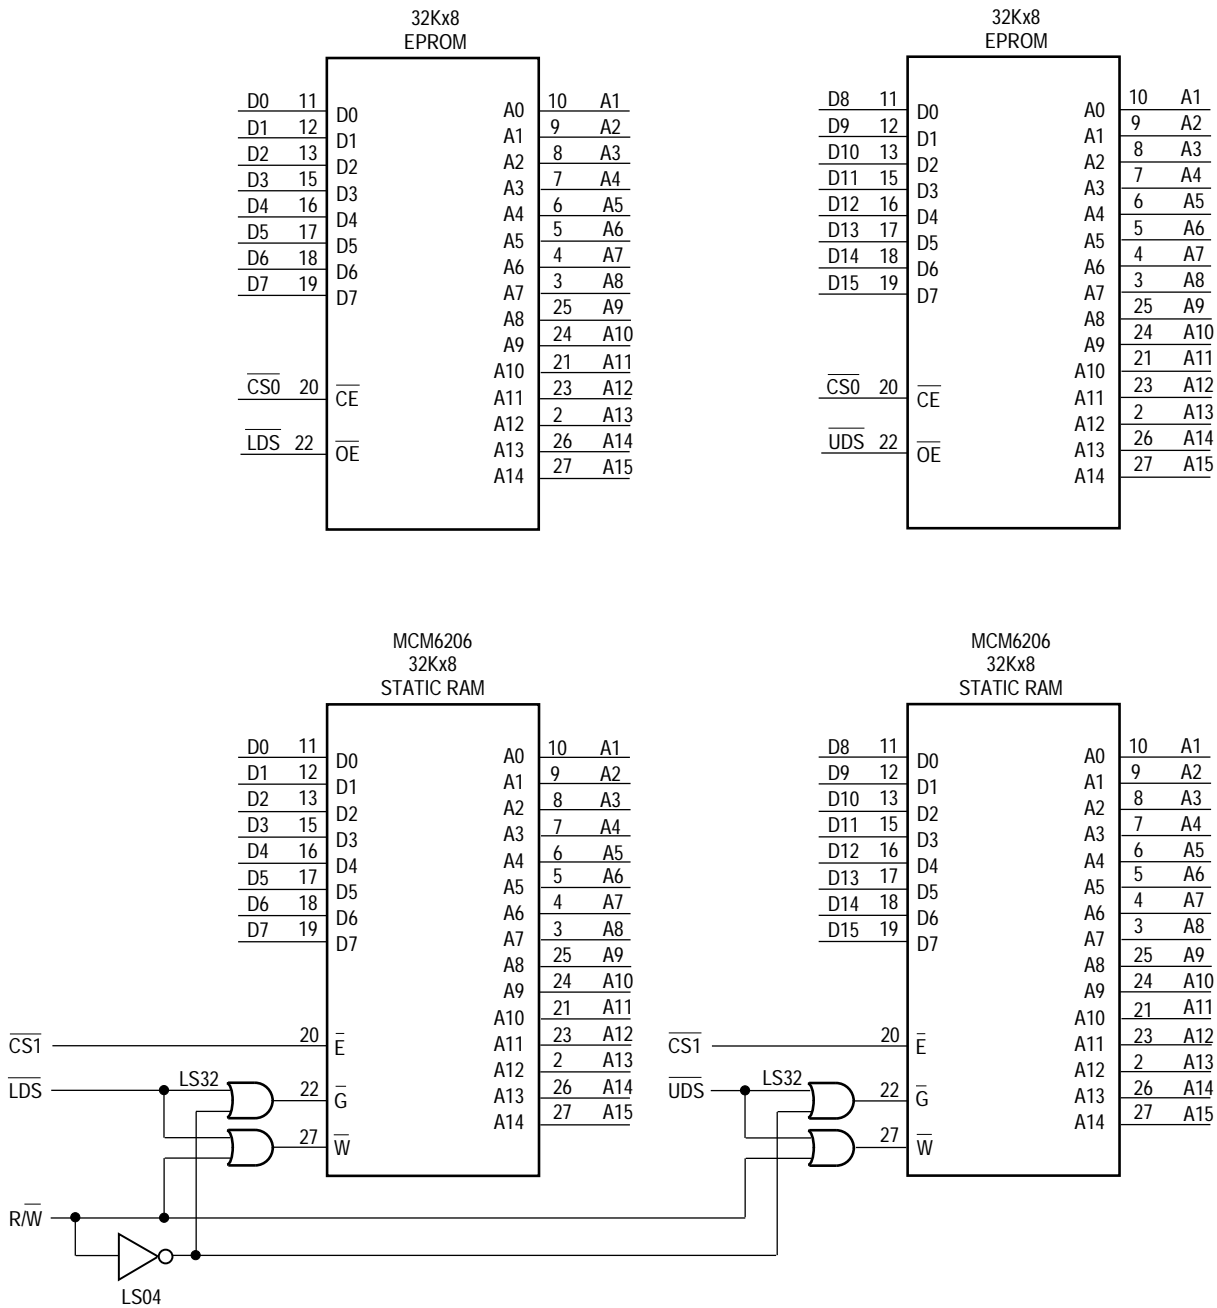 32Kx8
EPROM
D0 11 D0
D1 12 D1
D2 13 D2
D3 15 D3
D4 16 D4
D5 17 D5
D6 18 D6
D7 19 D7
CS0 20 CE
LDS 22 OE
A0 10 A1
A1 9 A2
A2 8 A3
A3 7 A4
A4 6 A5
A5 5 A6
A6 4 A7
A7 3 A8
A8 25 A9
A9 24 A10
A10 21 A11
A11 23 A12
A12 2 A13
A13 26 A14
A14 27 A15
32Kx8
EPROM
D8 11 D0
D9 12 D1
D10 13 D2
D11 15 D3
D12 16 D4
D13 17 D5
D14 18 D6
D15 19 D7
CS0 20 CE
UDS 22 OE
A0 10 A1
A1 9 A2
A2 8 A3
A3 7 A4
A4 6 A5
A5 5 A6
A6 4 A7
A7 3 A8
A8 25 A9
A9 24 A10
A10 21 A11
A11 23 A12
A12 2 A13
A13 26 A14
A14 27 A15
MCM6206
32Kx8
STATIC RAM
D0 11 D0
D1 12 D1
D2 13 D2
D3 15 D3
D4 16 D4
D5 17 D5
D6 18 D6
D7 19 D7
CS1 20 E
LDS LS32 22 G
27 W
R/W
LS04
A0 10 A1
A1 9 A2
A2 8 A3
A3 7 A4
A4 6 A5
A5 5 A6
A6 4 A7
A7 3 A8
A8 25 A9
A9 24 A10
A10 21 A11
A11 23 A12
A12 2 A13
A13 26 A14
A14 27 A15
MCM6206
32Kx8
STATIC RAM
D8 11 D0
D9 12 D1
D10 13 D2
D11 15 D3
D12 16 D4
D13 17 D5
D14 18 D6
D15 19 D7
CS1 20 E
UDS LS32 22 G
27 W
A0 10 A1
A1 9 A2
A2 8 A3
A3 7 A4
A4 6 A5
A5 5 A6
A6 4 A7
A7 3 A8
A8 25 A9
A9 24 A10
A10 21 A11
A11 23 A12
A12 2 A13
A13 26 A14
A14 27 A15